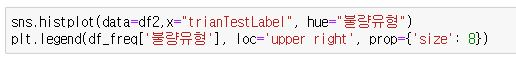 sns.histplot(data=df2,x="trianTestLabel", hue="불량유형")
plt.legend(df_freq['불량유형'], loc='upper right', prop={'size': 8})